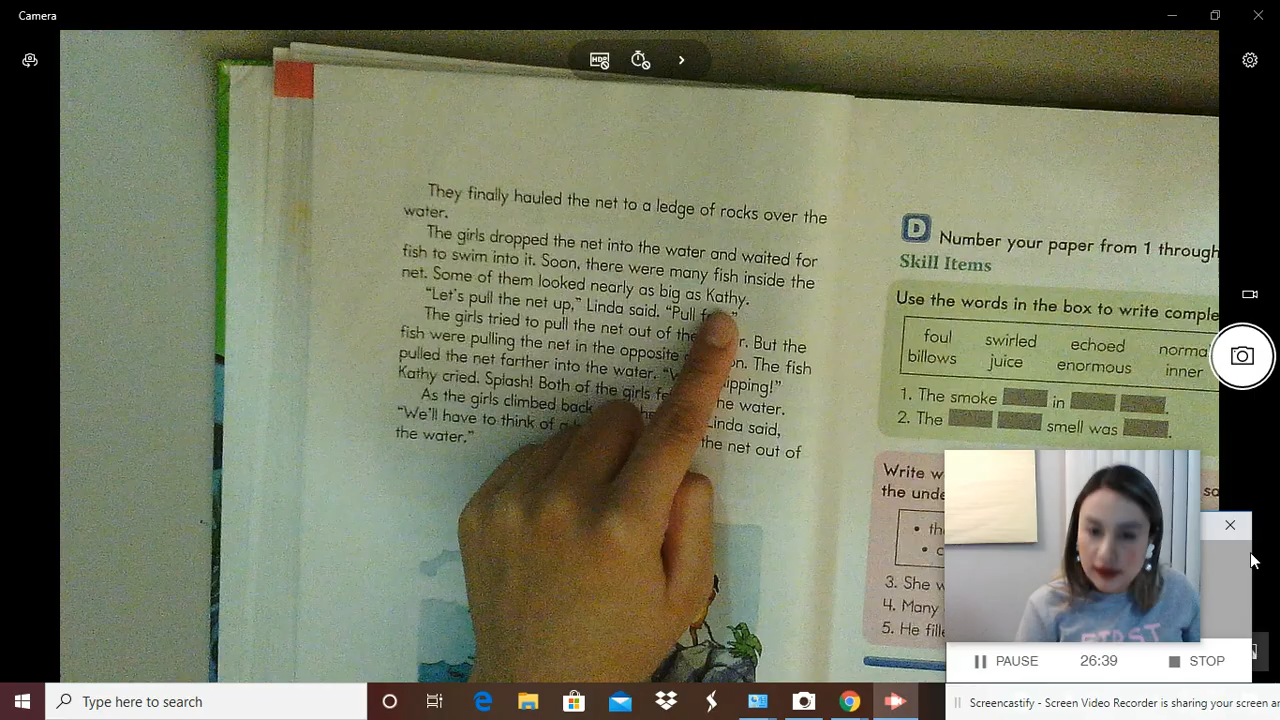 Camera
They finally hauled the net to a ledge of rocks over the
water.
The girls dropped the net into the water and waited for
fish to swim into it. Soon, there were many fish inside the
net. Some of them looked nearly as big as Kathy.
"Let's pull the net up," Linda said. "Pull
The girls tried to pull the net out of the But the
fish were pulling the net in the opposite The fish
pulled the net farther into the water.
Kathy cried. Splash! Both of the girls the water.
As the girls climbed back Linda said,
"We'll have to think of a the net out of
the water."
D Number your paper from 1 through
Skill Items
Use the words in the box to write
foul swirled echoed
billows juice enormous inner
1. The smoke in
2. The smell was
Write
the
3. She
4. Many
5. He
FIRST
PAUSE 26:39 STOP
Type here to search
Screencastify - Screen Video Recorder is sharing your screen